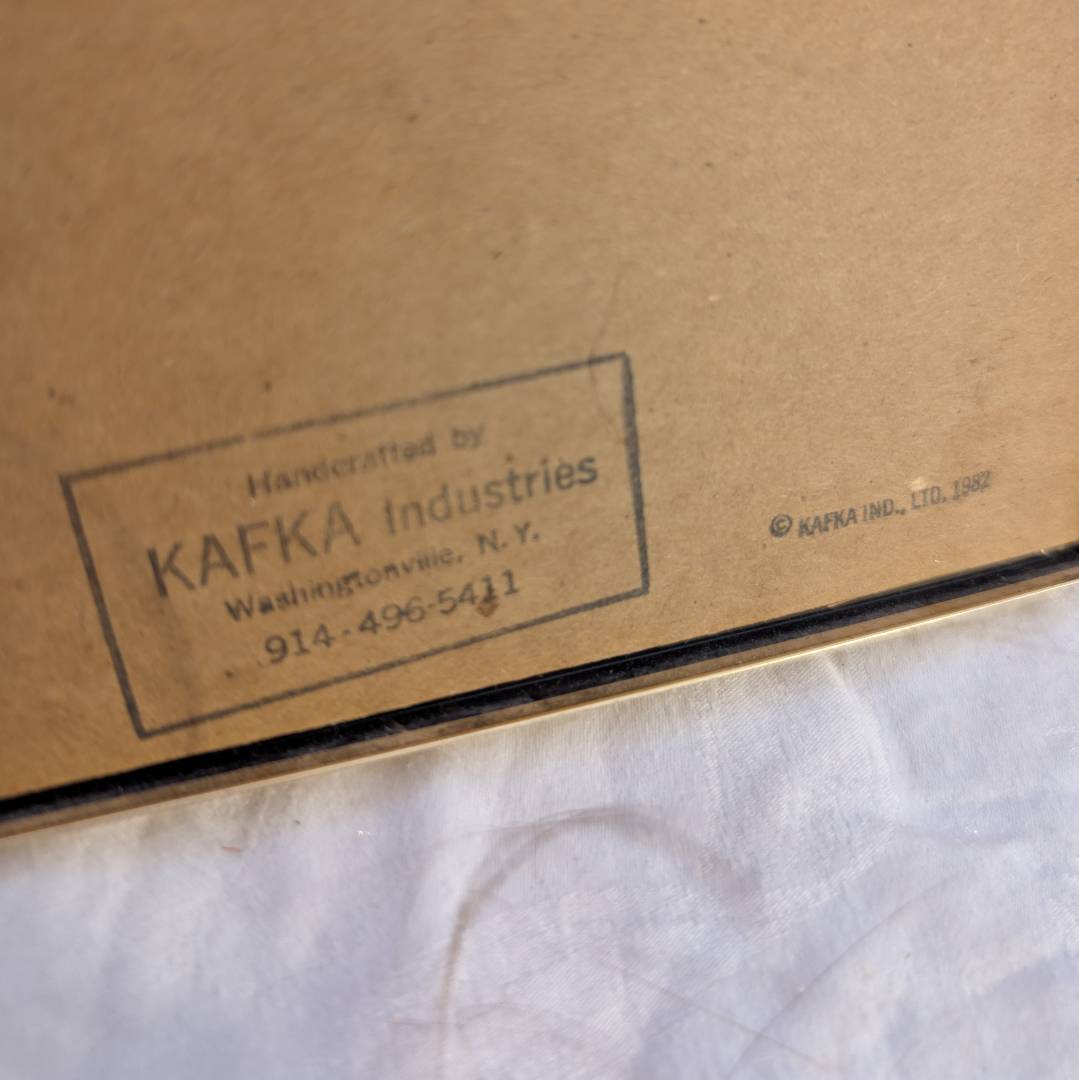 Handcrafted by
KAFKA Industries
Washingtonville, N.Y.
914-496-5411
© KAFKA IND., LTD. 1982